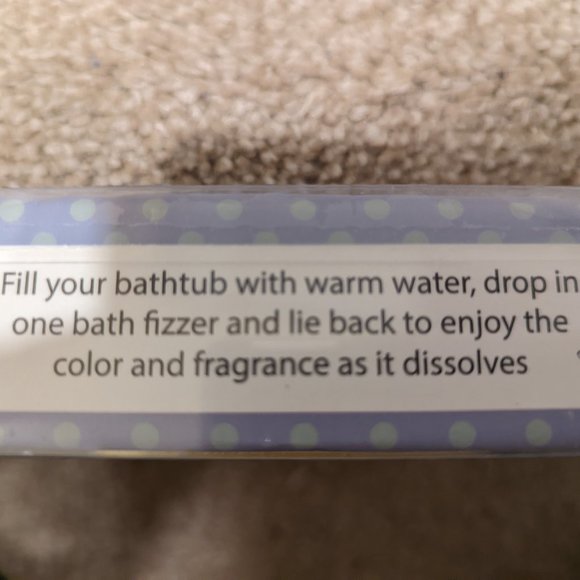 Fill your bathtub with warm water, drop in
one bath fizzer and lie back to enjoy the
color and fragrance as it dissolves